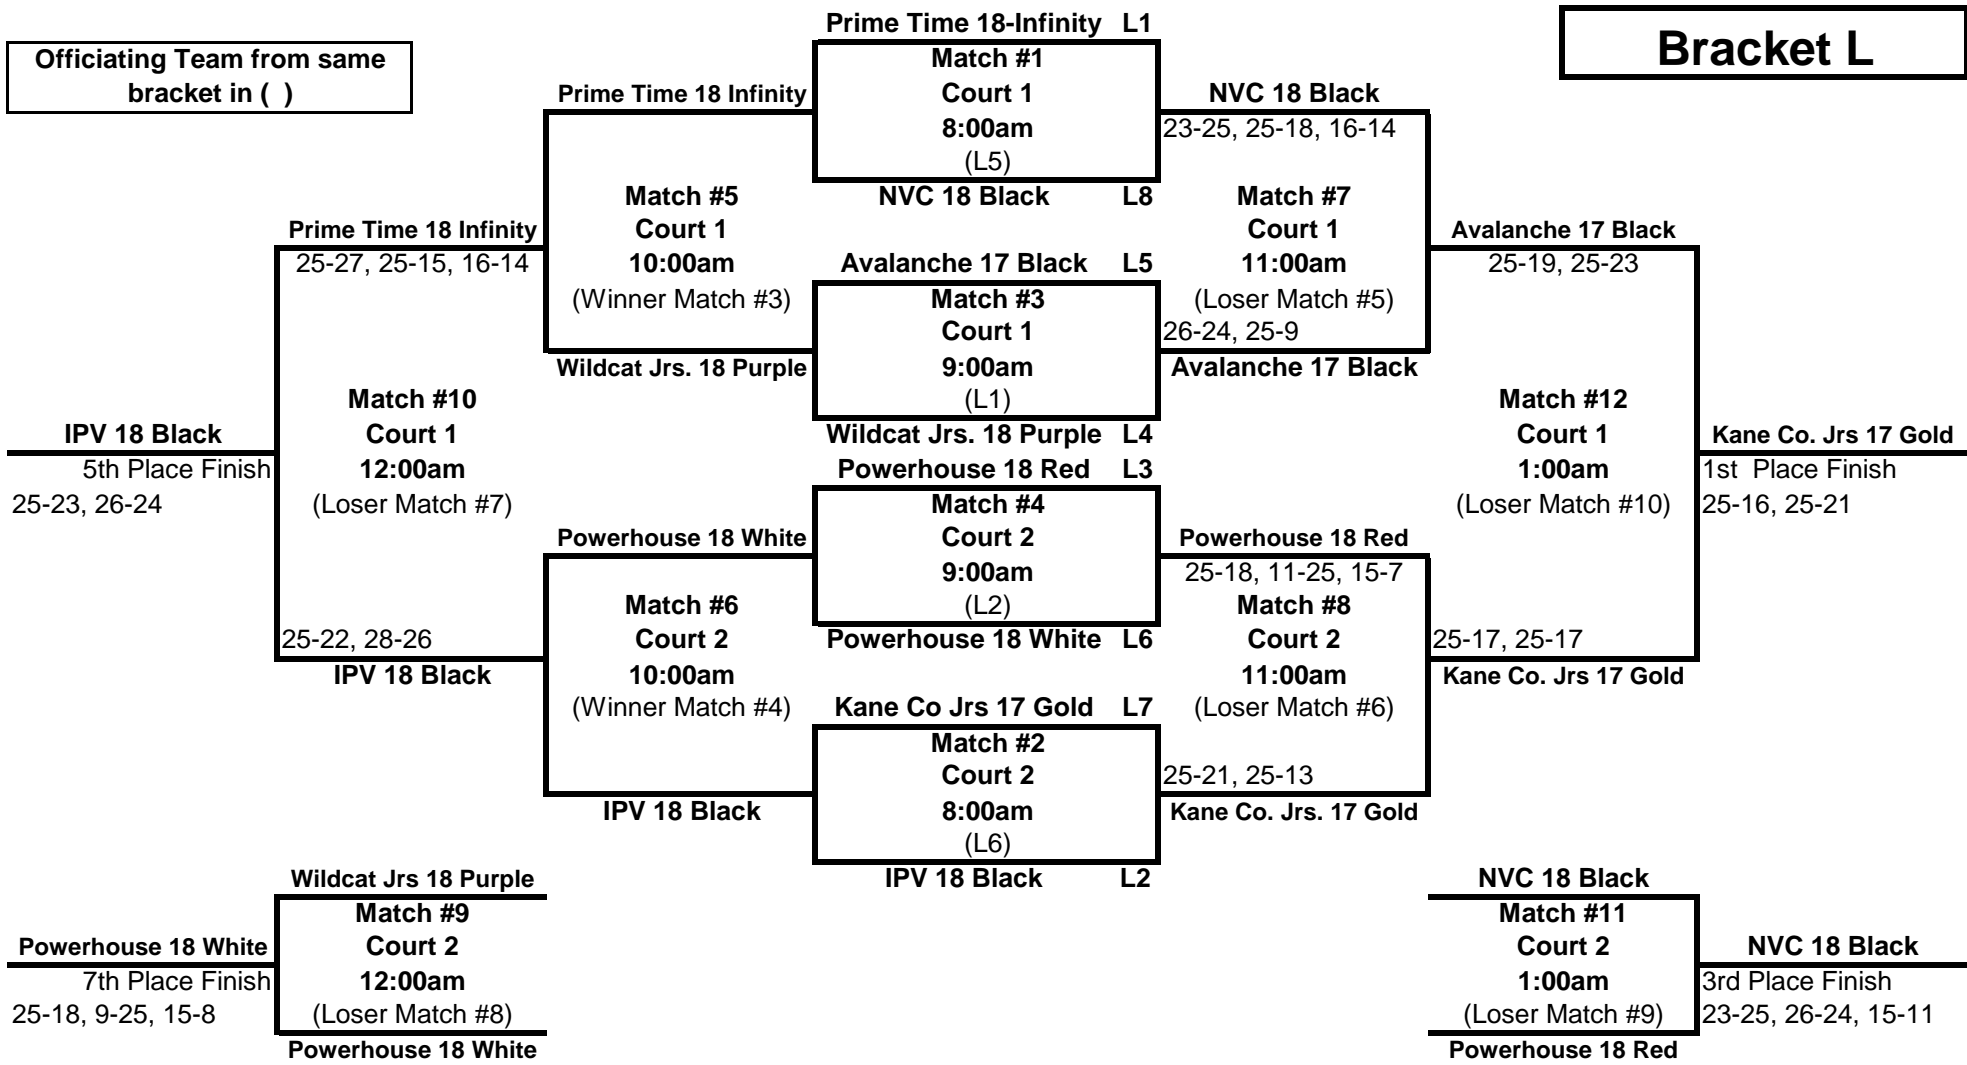 Prime Time 18-Infinity L1
Bracket L
Officiating Team from same
bracket in ( )
Match #1
Court 1
8:00am
(L5)
NVC 18 Black L8
Prime Time 18 Infinity
NVC 18 Black
23-25, 25-18, 16-14
Match #5
Court 1
10:00am
(Winner Match #3)
Match #7
Court 1
11:00am
(Loser Match #5)
Prime Time 18 Infinity
25-27, 25-15, 16-14
Avalanche 17 Black
25-19, 25-23
Avalanche 17 Black L5
Match #3
Court 1
9:00am
(L1)
Wildcat Jrs. 18 Purple L4
Wildcat Jrs. 18 Purple
26-24, 25-9
Avalanche 17 Black
Match #10
Court 1
12:00am
(Loser Match #7)
Match #12
Court 1
1:00am
(Loser Match #10)
IPV 18 Black
5th Place Finish
25-23, 26-24
Kane Co. Jrs 17 Gold
1st  Place Finish
25-16, 25-21
Powerhouse 18 Red L3
Match #4
Court 2
9:00am
(L2)
Powerhouse 18 White L6
Powerhouse 18 White
Powerhouse 18 Red
25-18, 11-25, 15-7
Match #6
Court 2
10:00am
(Winner Match #4)
Match #8
Court 2
11:00am
(Loser Match #6)
25-22, 28-26
IPV 18 Black
25-17, 25-17
Kane Co. Jrs 17 Gold
Kane Co Jrs 17 Gold L7
Match #2
Court 2
8:00am
(L6)
IPV 18 Black L2
IPV 18 Black
25-21, 25-13
Kane Co. Jrs. 17 Gold
Wildcat Jrs 18 Purple
Match #9
Court 2
12:00am
(Loser Match #8)
Powerhouse 18 White
Powerhouse 18 White
7th Place Finish
25-18, 9-25, 15-8
NVC 18 Black
Match #11
Court 2
1:00am
(Loser Match #9)
Powerhouse 18 Red
NVC 18 Black
3rd Place Finish
23-25, 26-24, 15-11